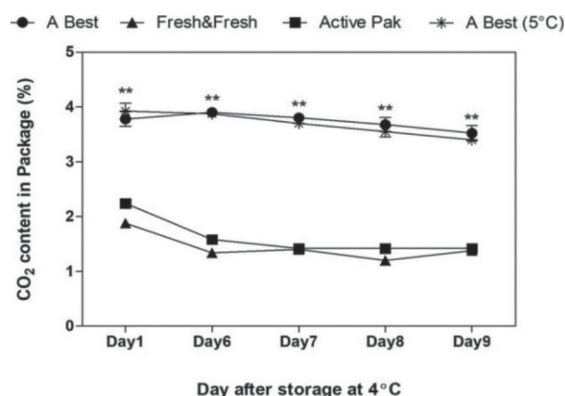 A Best Fresh&Fresh Active Pak A Best (5°C)
CO₂ content in Package (%)
5
4
3
2
1
0
** ** ** ** **
Day1 Day6 Day7 Day8 Day9
Day after storage at 4°C